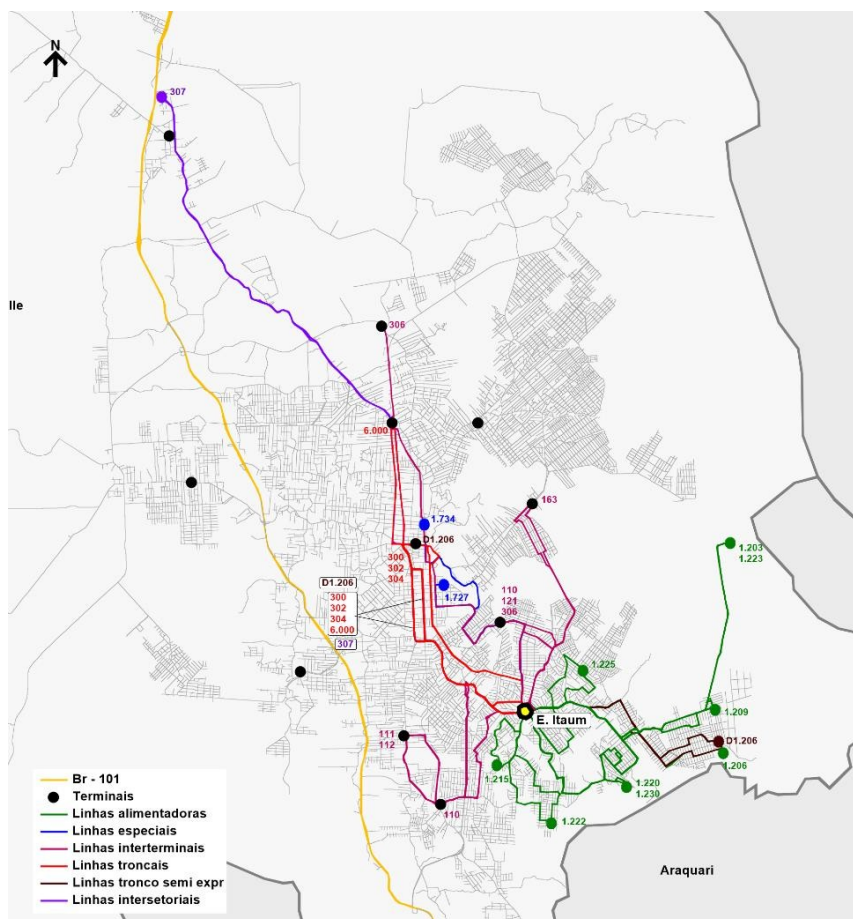 N
307
lle
306
6.000
163
1.734
D1.206
300
302
304
1.727
D1.206
300
302
304
6.000
307
110
121
306
1.203
1.223
1.225
1.209
E. Itaum
D1.206
1.206
111
112
1.215
1.220
1.230
110
1.222
Br - 101
Terminais
Linhas alimentadoras
Linhas especiais
Linhas interterminais
Linhas troncais
Linhas tronco semi expr
Linhas intersetoriais
Araquari